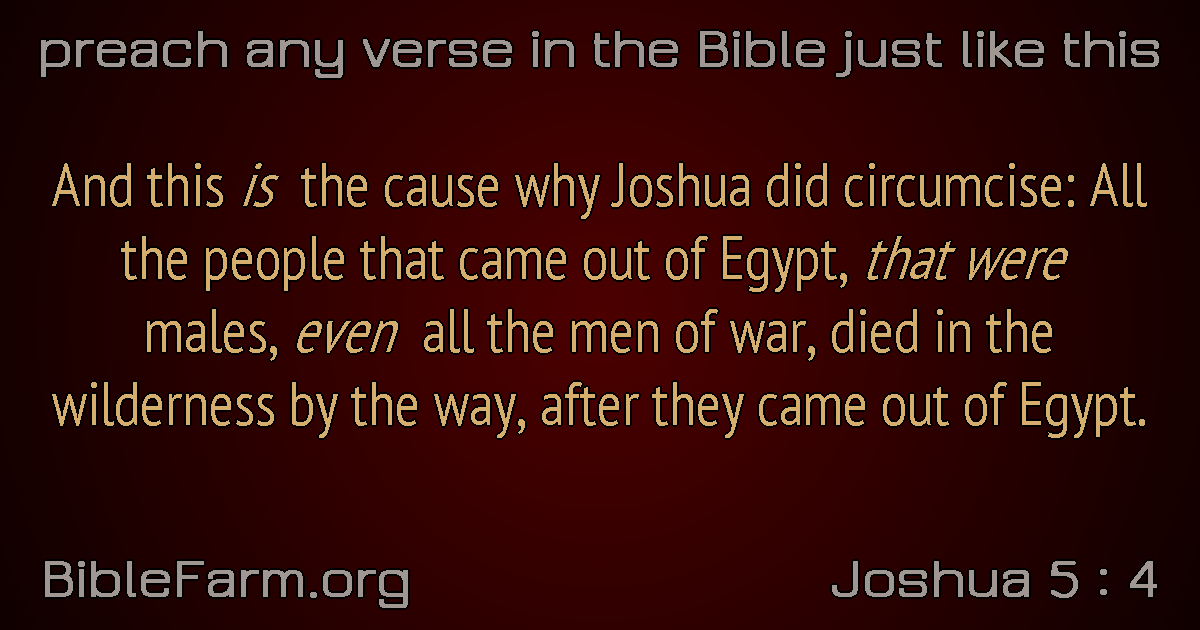 preach any verse in the Bible just like this
And this is the cause why Joshua did circumcise: All
the people that came out of Egypt, that were
males, even all the men of war, died in the
wilderness by the way, after they came out of Egypt.
BibleFarm.org
Joshua 5 : 4